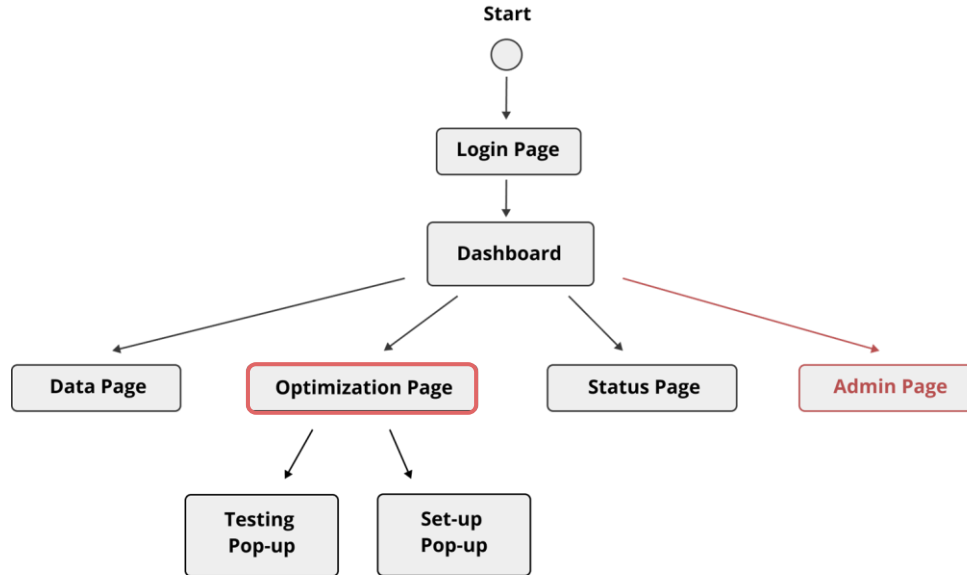 Start
Login Page
Dashboard
Data Page
Optimization Page
Status Page
Admin Page
Testing
Pop-up
Set-up
Pop-up